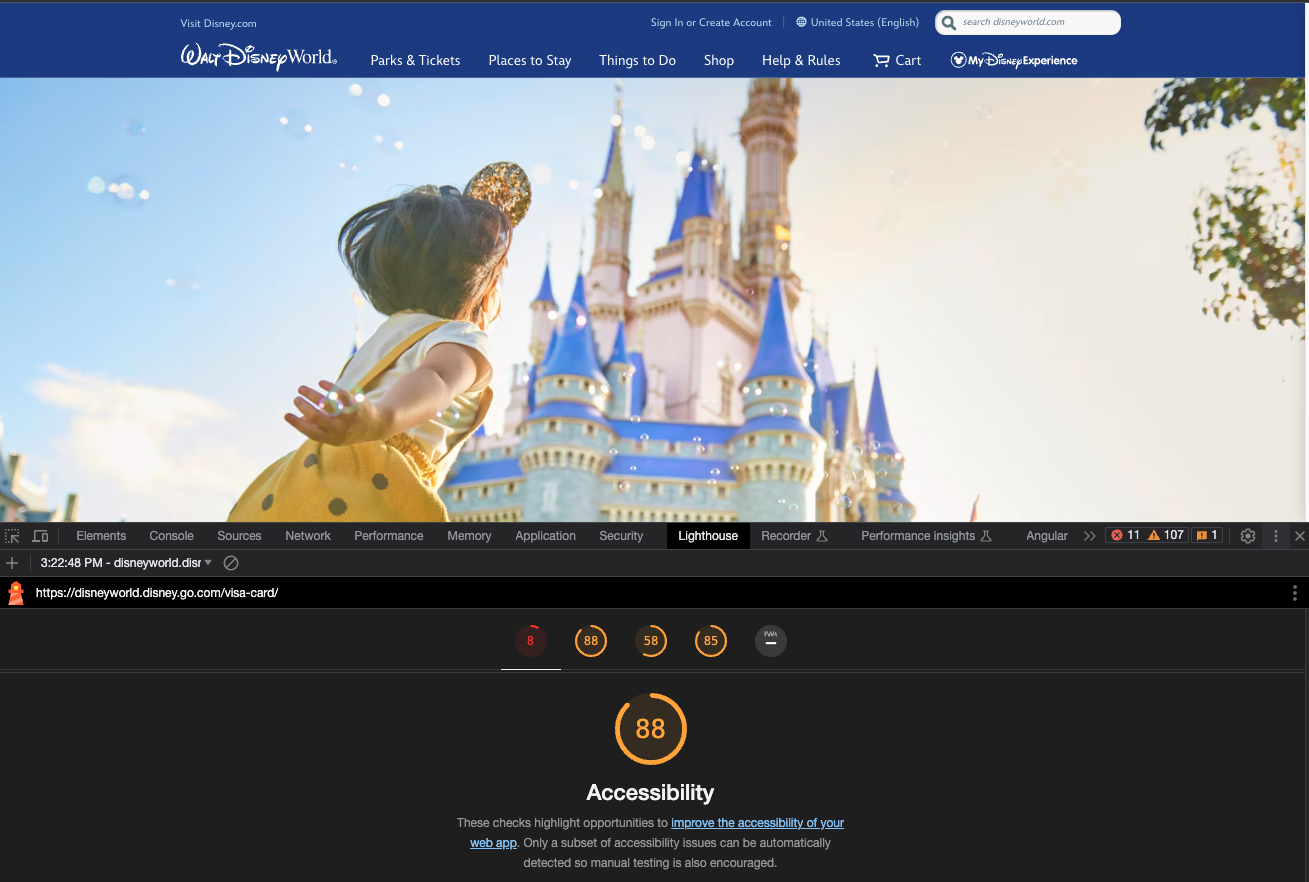 Visit Disney.com
Sign In or Create Account
United States (English)
search disneyworld.com
Walt Disney World.
Parks & Tickets
Places to Stay
Things to Do
Shop
Help & Rules
Cart
My Disney Experience
Elements Console Sources Network Performance Memory Application Security Lighthouse Recorder Performance insights Angular 11 107 1
3:22:48 PM - disneyworld.disr
https://disneyworld.disney.go.com/visa-card/
8 88 58 85 PWA
88
Accessibility
These checks highlight opportunities to improve the accessibility of your
web app. Only a subset of accessibility issues can be automatically
detected so manual testing is also encouraged.